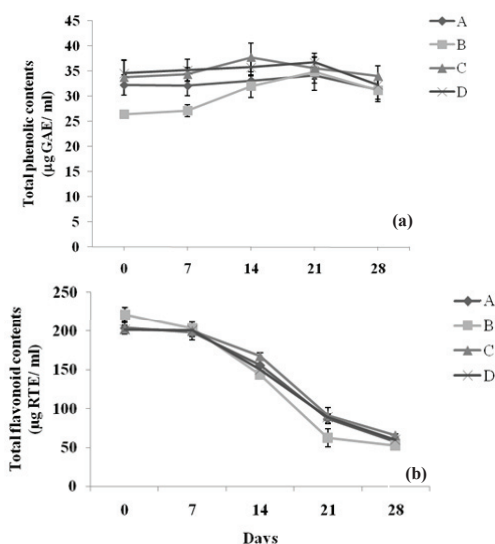 Total phenolic contents
(µg GAE/ ml)
45
40
35
30
25
20
15
10
5
0
0 7 14 21 28
A
B
C
D
(a)
Total flavonoid contents
(µg RTE/ ml)
250
200
150
100
50
0
0 7 14 21 28
Days
A
B
C
D
(b)